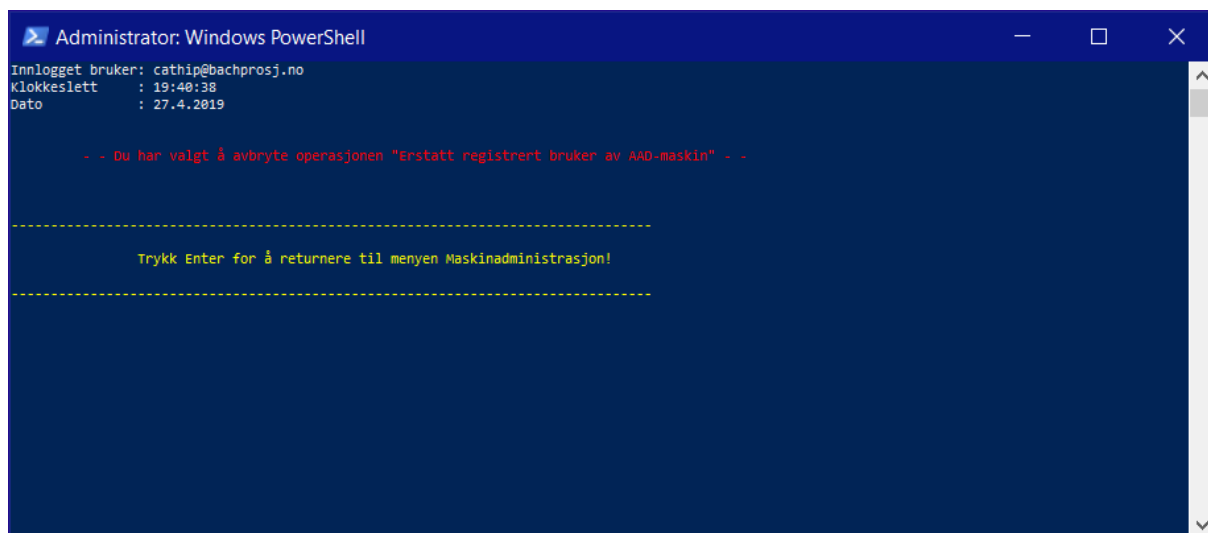 Administrator: Windows PowerShell
Innlogget bruker: cathip@bachprosj.no
Klokkeslett : 19:40:38
Dato : 27.4.2019
- - Du har valgt å avbryte operasjonen "Erstatt registrert bruker av AAD-maskin" - -
--------------------------------------------------------------------------------
Trykk Enter for å returnere til menyen Maskinadministrasjon!
--------------------------------------------------------------------------------